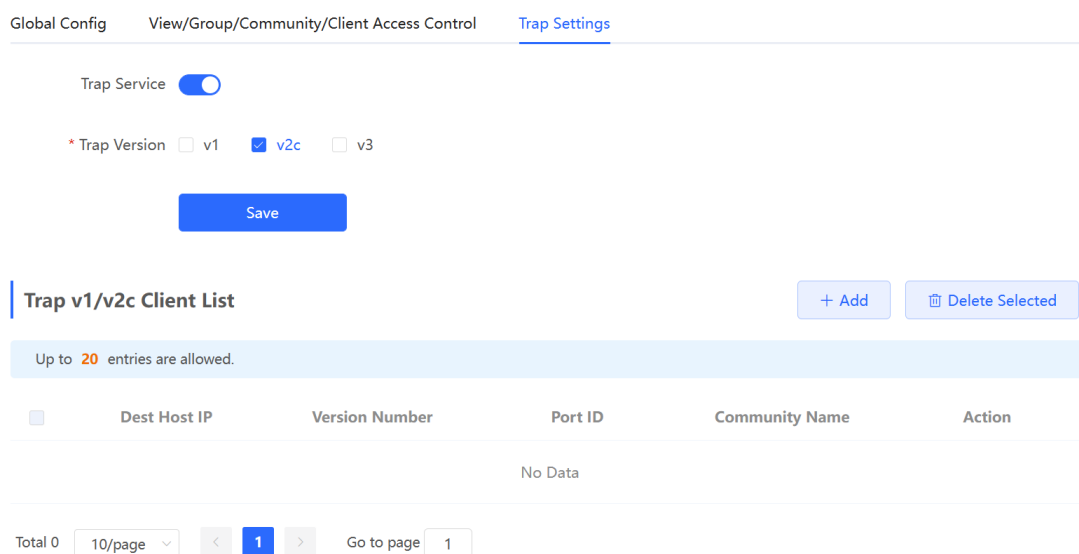 Global Config View/Group/Community/Client Access Control Trap Settings
Trap Service
* Trap Version v1 v2c v3
Save
Trap v1/v2c Client List + Add Delete Selected
Up to 20 entries are allowed.
Dest Host IP Version Number Port ID Community Name Action
No Data
Total 0 10/page < 1 > Go to page 1